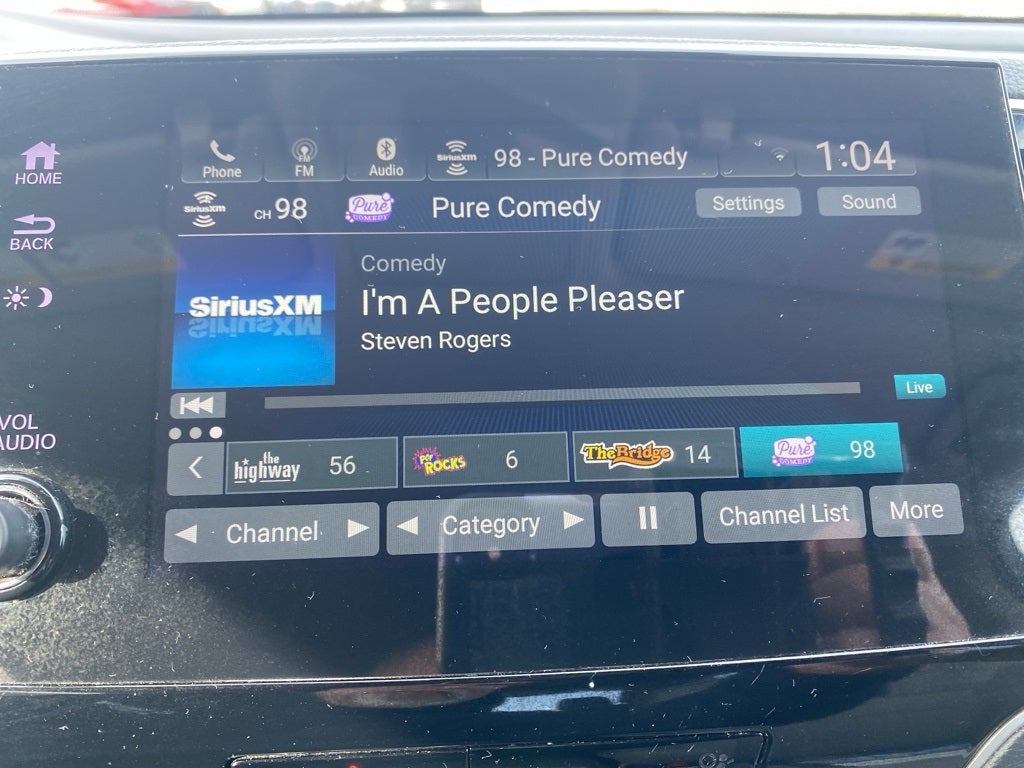 Phone
FM
Audio
SiriusXM
98 - Pure Comedy
1:04
HOME
SiriusXM
CH 98
Pure COMEDY
Pure Comedy
Settings
Sound
BACK
Comedy
SiriusXM
I'm A People Pleaser
Steven Rogers
Live
VOL
AUDIO
the highway 56
POP ROCKS 6
The Bridge 14
Pure COMEDY 98
Channel
Category
Channel List
More